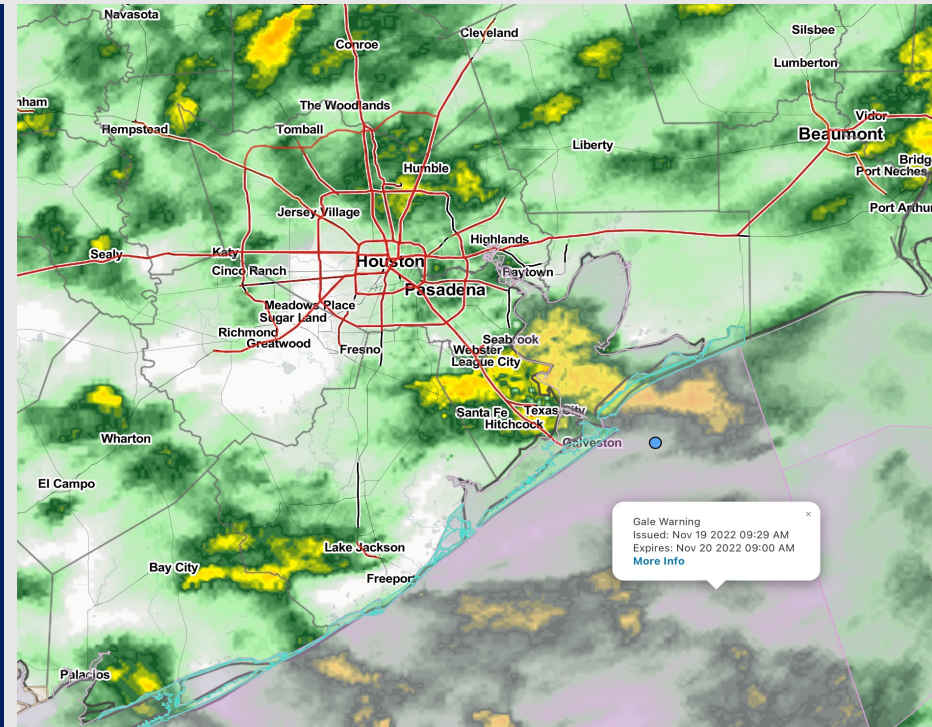 Navasota
Cleveland
Silsbee
Conroe
Lumberton
nham
The Woodlands
Vidor
Hempstead
Tomball
Beaumont
Liberty
Bridg
Humble
Port Neches
Port Arthur
Jersey Village
Highlands
Sealy
Katy
Houston
Cinco Ranch
Baytown
Pasadena
Meadows Place
Sugar Land
Richmond
Seabrook
Greatwood
Fresno
Webster
League City
Santa Fe
Texas City
Hitchcock
Wharton
Galveston
El Campo
Gale Warning
Issued: Nov 19 2022 09:29 AM
Expires: Nov 20 2022 09:00 AM
More Info
×
Lake Jackson
Bay City
Freeport
Palacios